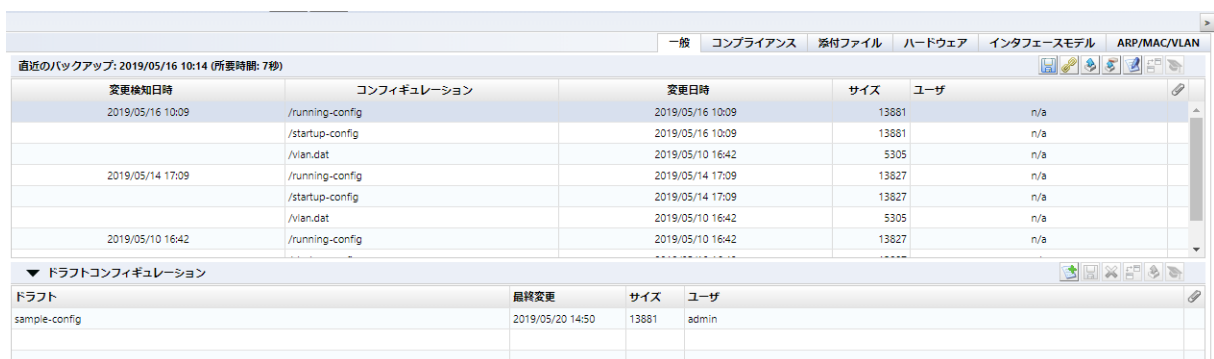 一般 コンプライアンス 添付ファイル ハードウェア インタフェースモデル ARP/MAC/VLAN
直近のバックアップ: 2019/05/16 10:14 (所要時間: 7秒)
変更検知日時 コンフィギュレーション 変更日時 サイズ ユーザ
2019/05/16 10:09 /running-config 2019/05/16 10:09 13881 n/a
/startup-config 2019/05/16 10:09 13881 n/a
/vlan.dat 2019/05/10 16:42 5305 n/a
2019/05/14 17:09 /running-config 2019/05/14 17:09 13827 n/a
/startup-config 2019/05/14 17:09 13827 n/a
/vlan.dat 2019/05/10 16:42 5305 n/a
2019/05/10 16:42 /running-config 2019/05/10 16:42 13827 n/a
▼ ドラフトコンフィギュレーション
ドラフト 最終変更 サイズ ユーザ
sample-config 2019/05/20 14:50 13881 admin